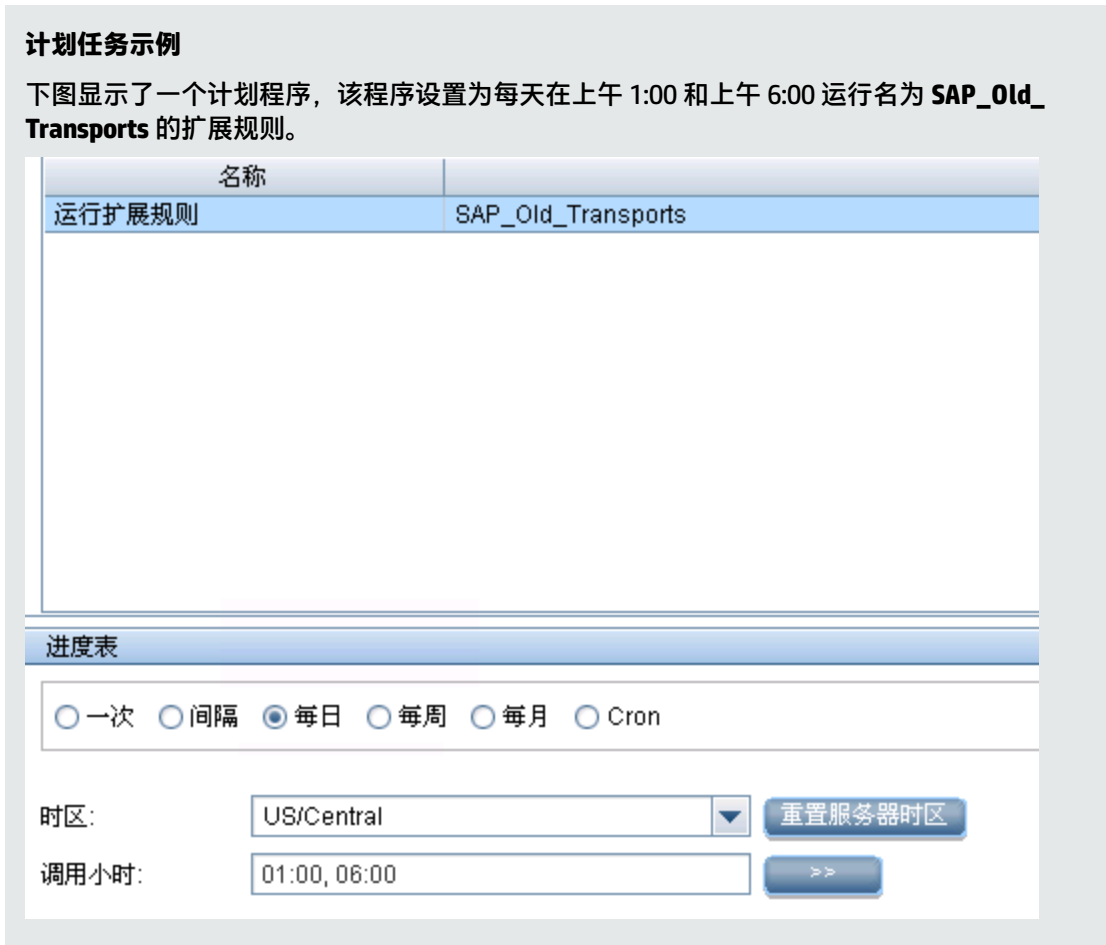 计划任务示例
下图显示了一个计划程序，该程序设置为每天在上午 1:00 和上午 6:00 运行名为 SAP_Old_
Transports 的扩展规则。
名称
运行扩展规则 SAP_Old_Transports
进度表
一次 间隔 每日 每周 每月 Cron
时区: US/Central 重置服务器时区
调用小时: 01:00, 06:00 >>